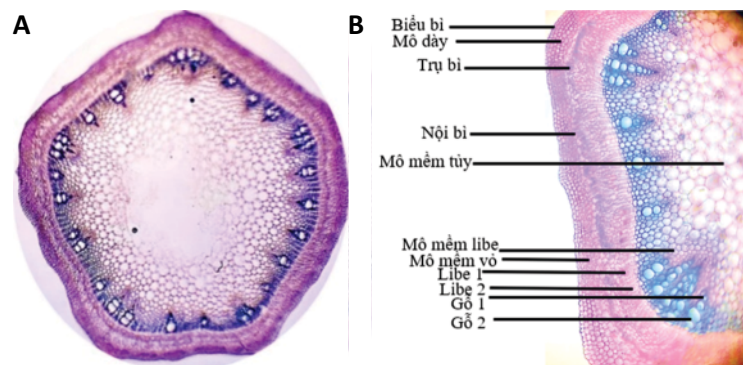 A
B
Biểu bì
Mô dày
Trụ bì
Nội bì
Mô mềm tủy
Mô mềm libe
Mô mềm vỏ
Libe 1
Libe 2
Gỗ 1
Gỗ 2